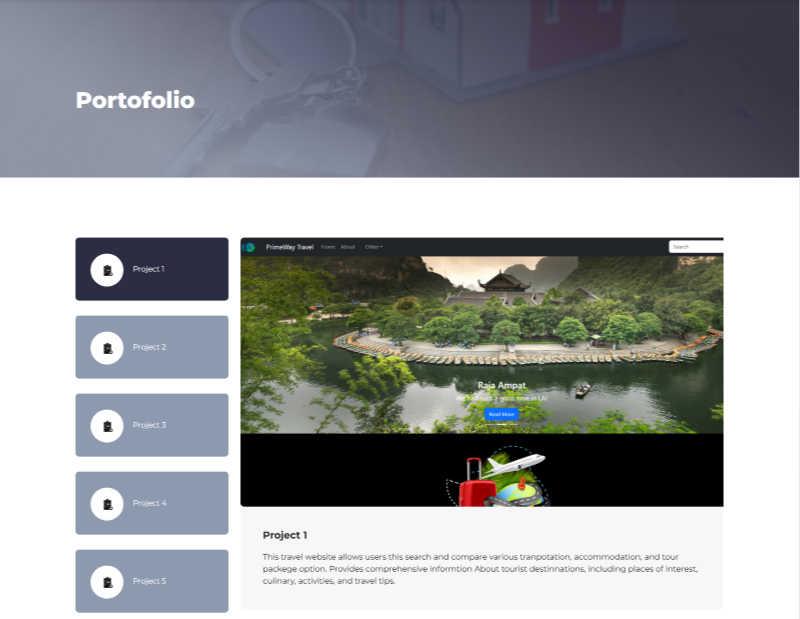 Portofolio
Project 1
Project 2
Project 3
Project 4
Project 5
PrimeWay Travel Home About Other Search
Raja Ampat
We had such a great time in LA!
Read More
Project 1
This travel website allows users this search and compare various tranpotation, accommodation, and tour
packege option. Provides comprehensive informtion About tourist destinnations, including places of interest,
culinary, activities, and travel tips.